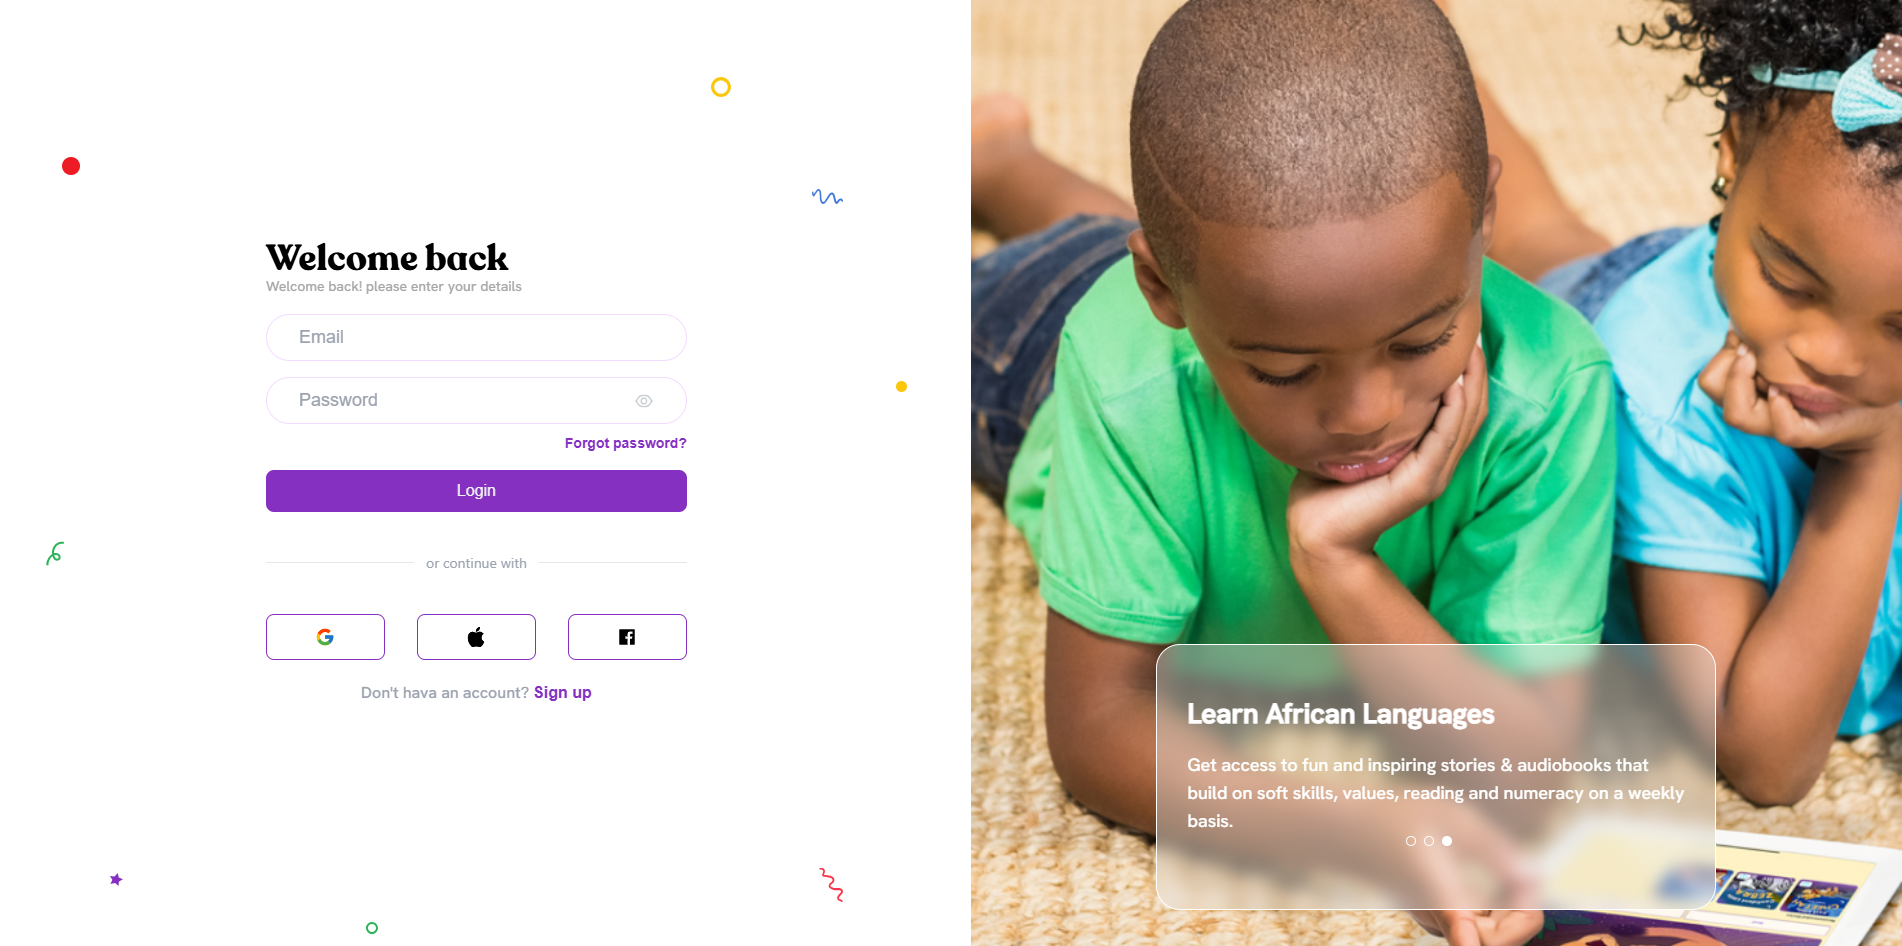 Welcome back
Welcome back! please enter your details
Email
Password
Forgot password?
Login
or continue with
Don't hava an account? Sign up
Learn African Languages
Get access to fun and inspiring stories & audiobooks that
build on soft skills, values, reading and numeracy on a weekly
basis.